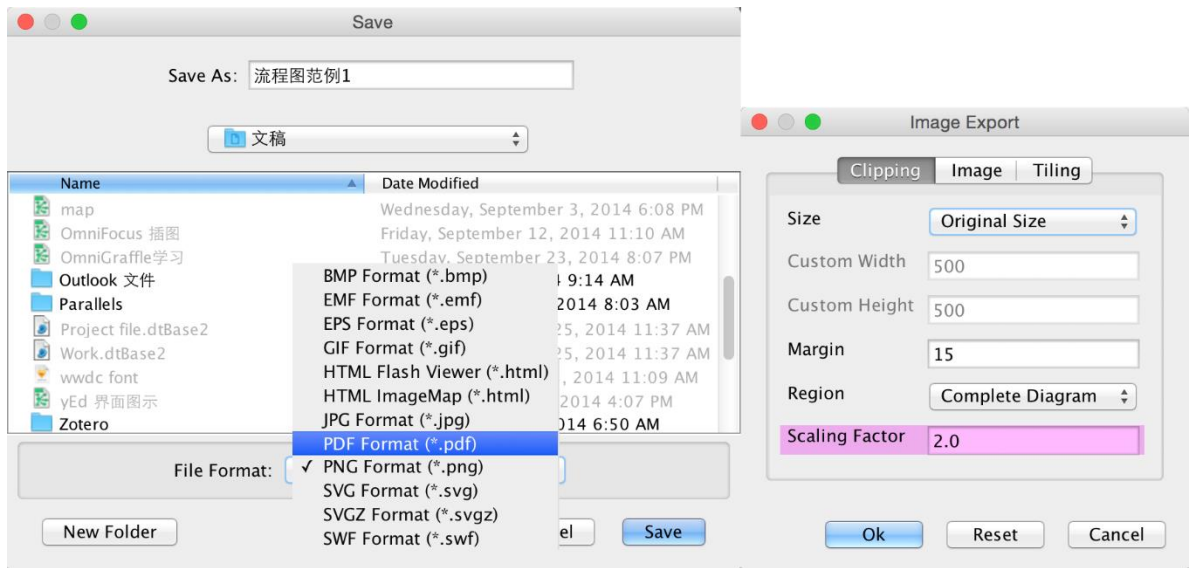 Save
Save As: 流程图范例1
文稿
Name Date Modified
map Wednesday, September 3, 2014 6:08 PM
OmniFocus 插图 Friday, September 12, 2014 11:10 AM
OmniGraffle学习 Tuesday, September 23, 2014 8:07 PM
Outlook 文件 9:14 AM
Parallels 2014 8:03 AM
Project file.dtBase2 25, 2014 11:37 AM
Work.dtBase2 25, 2014 11:37 AM
wwdc font , 2014 11:09 AM
yEd 界面图示 2014 4:07 PM
Zotero 014 6:50 AM
BMP Format (*.bmp)
EMF Format (*.emf)
EPS Format (*.eps)
GIF Format (*.gif)
HTML Flash Viewer (*.html)
HTML ImageMap (*.html)
JPG Format (*.jpg)
PDF Format (*.pdf)
File Format: ✓ PNG Format (*.png)
SVG Format (*.svg)
SVGZ Format (*.svgz)
SWF Format (*.swf)
New Folder el Save
Image Export
Clipping Image Tiling
Size Original Size
Custom Width 500
Custom Height 500
Margin 15
Region Complete Diagram
Scaling Factor 2.0
Ok Reset Cancel